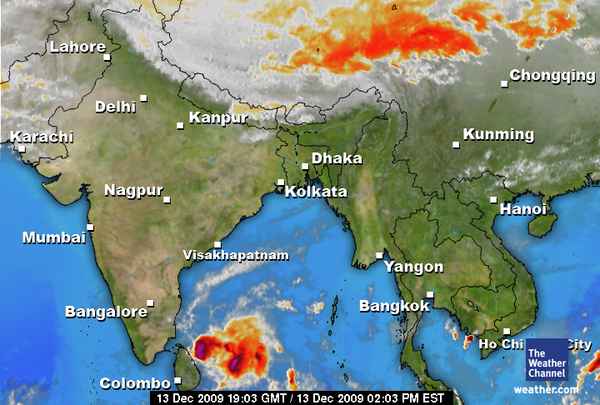 Lahore
Chongqing
Delhi
Kanpur
Karachi
Kunming
Dhaka
Nagpur
Kolkata
Hanoi
Mumbai
Visakhapatnam
Yangon
Bangalore
Bangkok
Ho Chi City
The
Weather
Channel
weather.com
Colombo
13 Dec 2009 19:03 GMT / 13 Dec 2009 02:03 PM EST